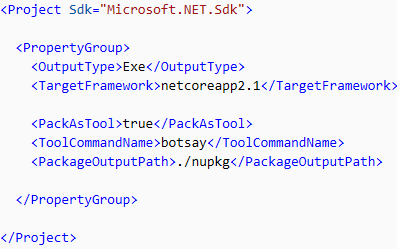 <Project Sdk="Microsoft.NET.Sdk">
<PropertyGroup>
<OutputType>Exe</OutputType>
<TargetFramework>netcoreapp2.1</TargetFramework>
<PackAsTool>true</PackAsTool>
<ToolCommandName>botsay</ToolCommandName>
<PackageOutputPath>./nupkg</PackageOutputPath>
</PropertyGroup>
</Project>